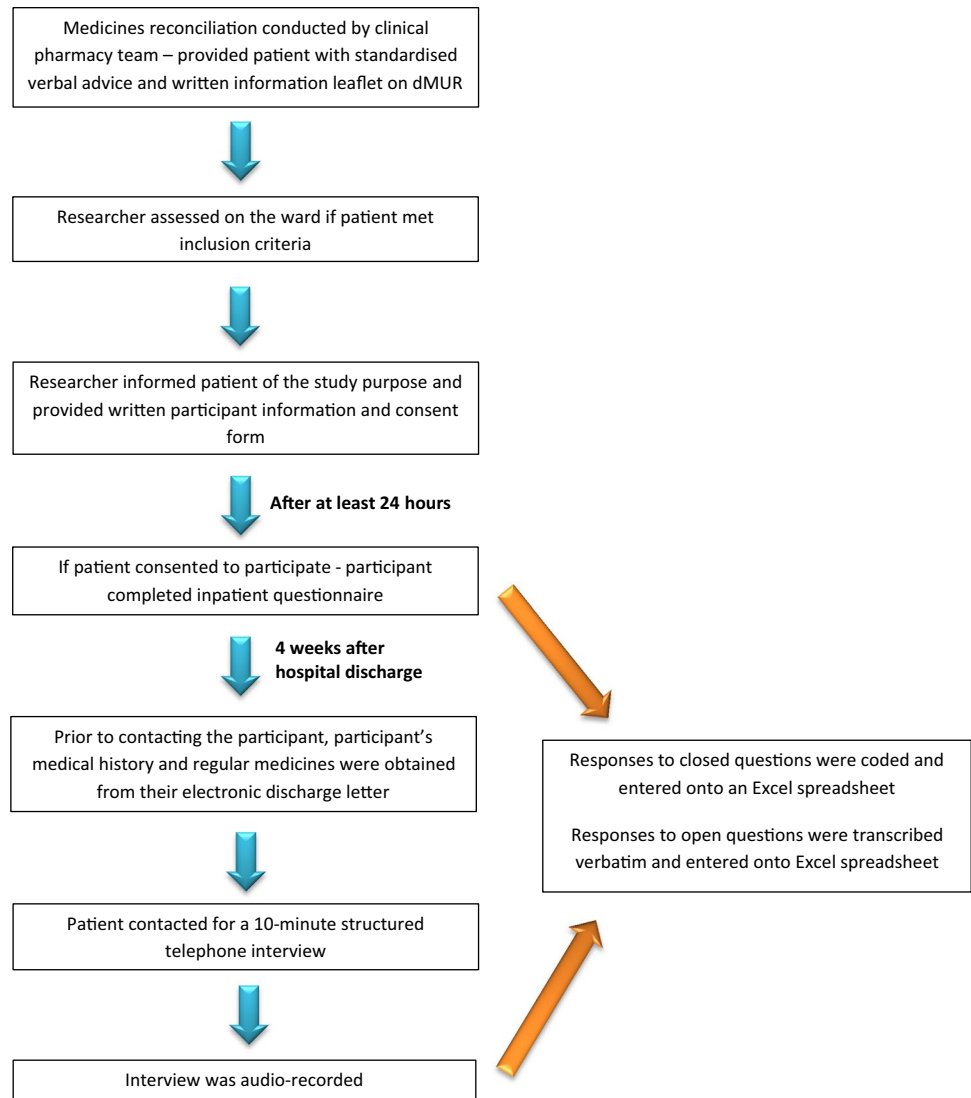 Medicines reconciliation conducted by clinical
pharmacy team – provided patient with standardised
verbal advice and written information leaflet on dMUR
Researcher assessed on the ward if patient met
inclusion criteria
Researcher informed patient of the study purpose and
provided written participant information and consent
form
After at least 24 hours
If patient consented to participate - participant
completed inpatient questionnaire
4 weeks after
hospital discharge
Prior to contacting the participant, participant’s
medical history and regular medicines were obtained
from their electronic discharge letter
Patient contacted for a 10-minute structured
telephone interview
Interview was audio-recorded
Responses to closed questions were coded and
entered onto an Excel spreadsheet
Responses to open questions were transcribed
verbatim and entered onto Excel spreadsheet